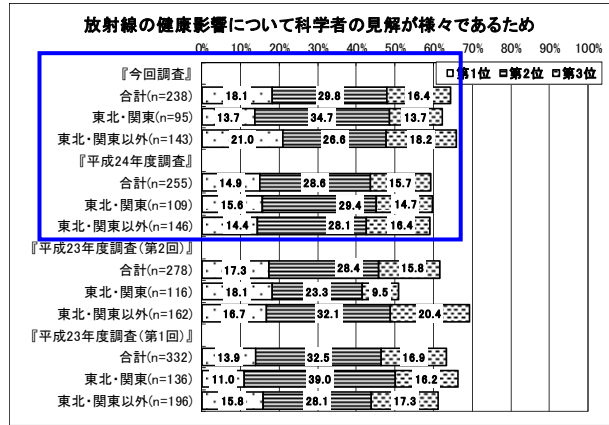 放射線の健康影響について科学者の見解が様々であるため
0% 10% 20% 30% 40% 50% 60% 70% 80% 90% 100%
『今回調査』
第1位 第2位 第3位
合計(n=238) 18.1 29.8 16.4
東北・関東(n=95) 13.7 34.7 13.7
東北・関東以外(n=143) 21.0 26.6 18.2
『平成24年度調査』
合計(n=255) 14.9 28.6 15.7
東北・関東(n=109) 15.6 29.4 14.7
東北・関東以外(n=146) 14.4 28.1 16.4
『平成23年度調査(第2回)』
合計(n=278) 17.3 28.4 15.8
東北・関東(n=116) 18.1 23.3 9.5
東北・関東以外(n=162) 16.7 32.1 20.4
『平成23年度調査(第1回)』
合計(n=332) 13.9 32.5 16.9
東北・関東(n=136) 11.0 39.0 16.2
東北・関東以外(n=196) 15.8 28.1 17.3